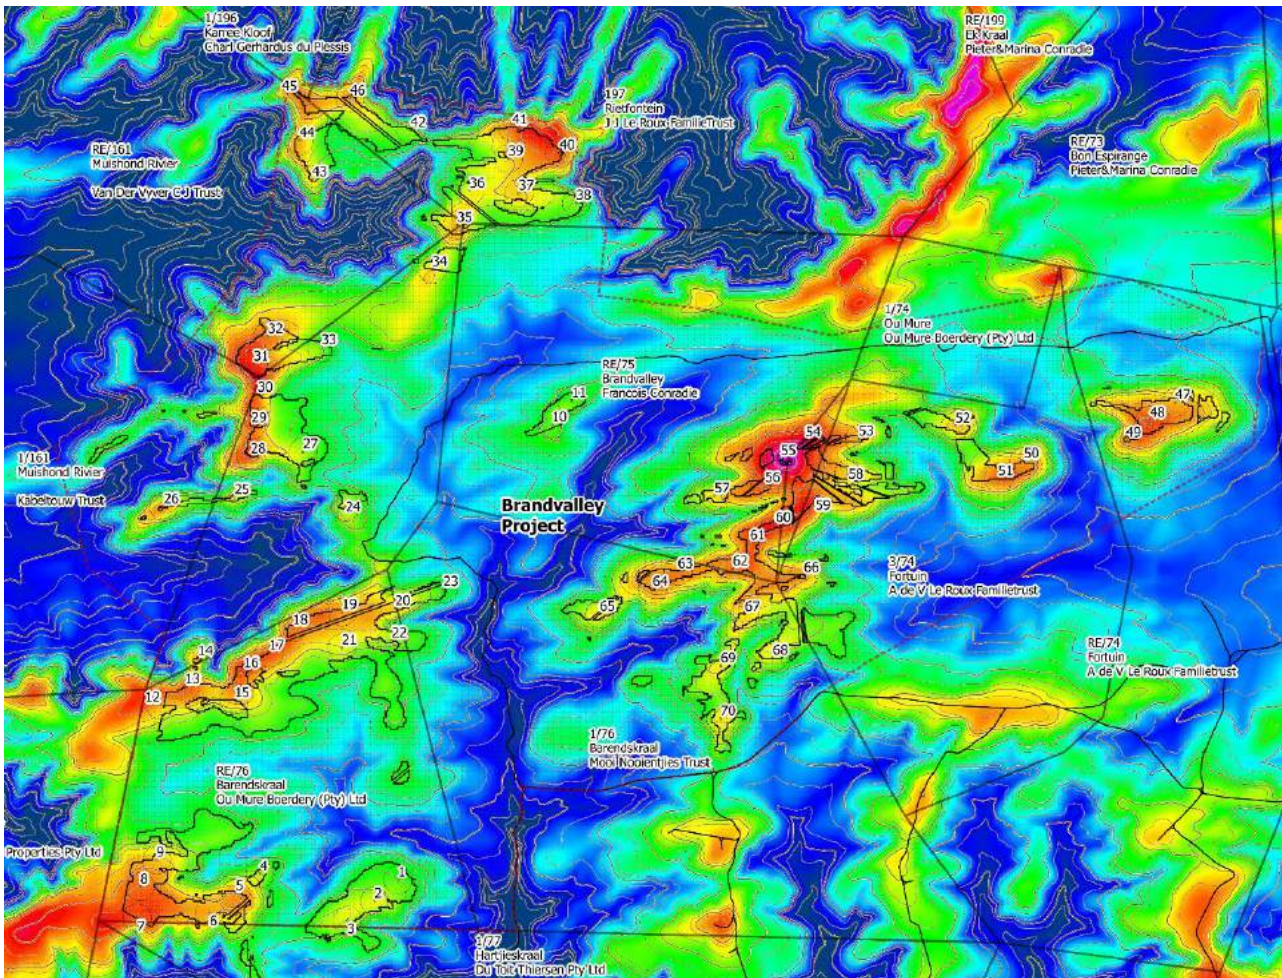 1/196
Karree Kloof
Charl Gerhardus du Plessis
RE/199
Ek Kraal
Pieter&Marina Conradie
45
46
197
Rietfontein
J J Le Roux FamilieTrust
42
41
40
44
39
RE/161
Muishond Rivier
Van Der Vyver C J Trust
RE/73
Bon Espirange
Pieter&Marina Conradie
43
36
37
38
35
34
1/74
Ou Mure
Ou Mure Boerdery (Pty) Ltd
32
33
31
RE/75
Brandvalley
Francois Conradie
30
11
10
29
28
27
47
48
49
52
53
54
55
50
51
1/161
Muishond Rivier
Kabeltouw Trust
56
58
57
59
26
25
24
Brandvalley
Project
60
61
62
63
66
64
3/74
Fortuin
A de V Le Roux Familietrust
23
65
67
19
20
18
22
21
17
68
69
RE/74
Fortuin
A de V Le Roux Familietrust
14
16
13
15
12
70
1/76
Barendskraal
Mooi Nooientjies Trust
RE/76
Barendskraal
Ou Mure Boerdery (Pty) Ltd
Properties Pty Ltd
9
8
4
5
1
2
7
6
3
1/77
Hartjieskraal
Du Toit Thiersen Pty Ltd